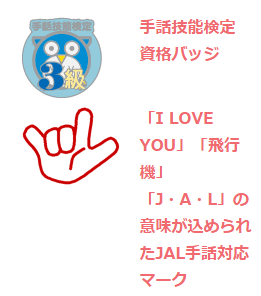 手話技能検定
3級
手話技能検定
資格バッジ
「I LOVE
YOU」「飛行
機」
「J・A・L」の
意味が込められ
たJAL手話対応
マーク